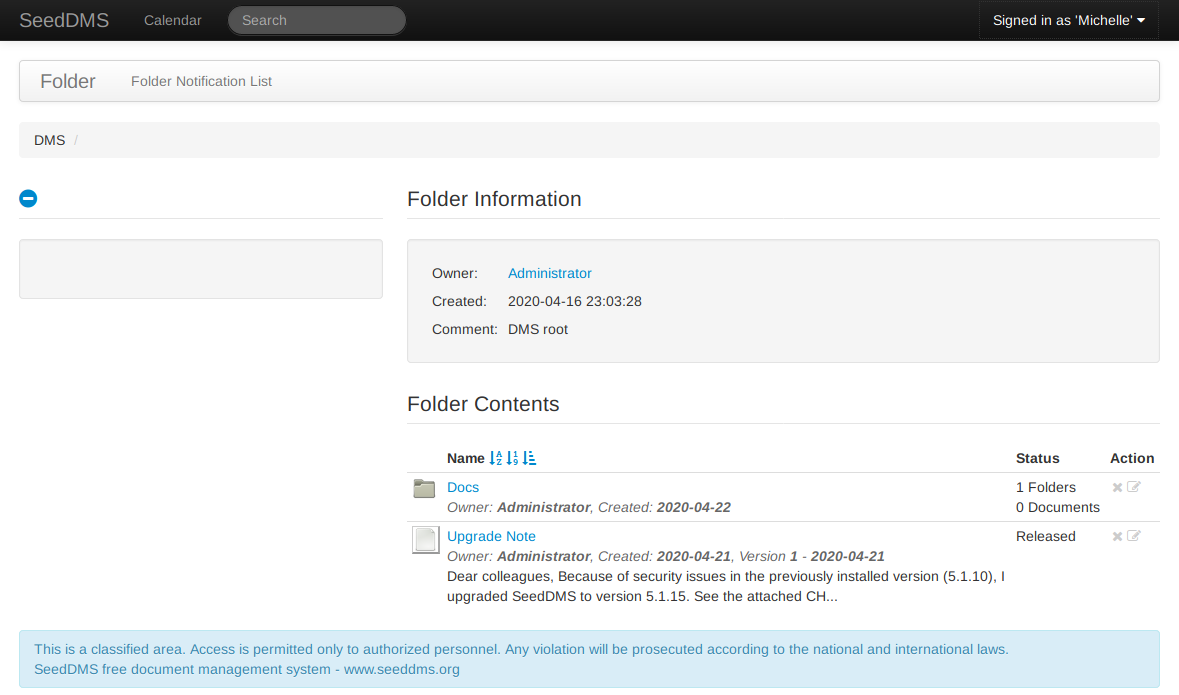 SeedDMS Calendar Search Signed in as 'Michelle'
Folder Folder Notification List
DMS /
Folder Information
Owner: Administrator
Created: 2020-04-16 23:03:28
Comment: DMS root
Folder Contents
Name Status Action
Docs 1 Folders
Owner: Administrator, Created: 2020-04-22 0 Documents
Upgrade Note Released
Owner: Administrator, Created: 2020-04-21, Version 1 - 2020-04-21
Dear colleagues, Because of security issues in the previously installed version (5.1.10), I
upgraded SeedDMS to version 5.1.15. See the attached CH...
This is a classified area. Access is permitted only to authorized personnel. Any violation will be prosecuted according to the national and international laws.
SeedDMS free document management system - www.seeddms.org